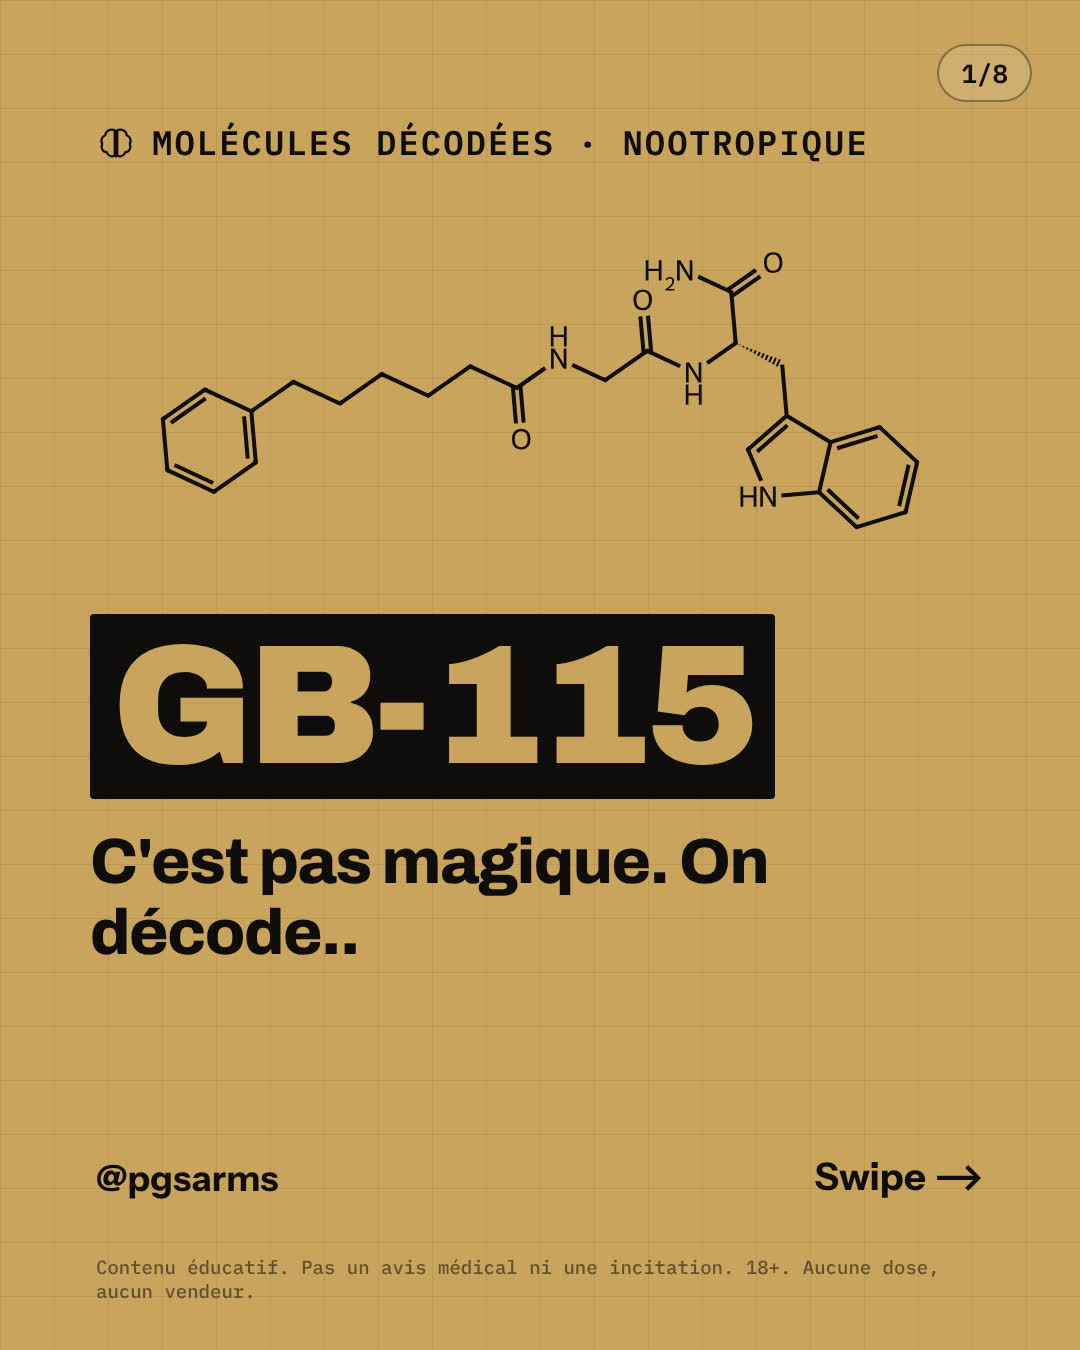 1/8
MOLÉCULES DÉCODÉES · NOOTROPIQUE
H2N
O
O
H
N
N
H
O
HN
GB-115
C'est pas magique. On
décode..
@pgsarms
Swipe →
Contenu éducatif. Pas un avis médical ni une incitation. 18+. Aucune dose,
aucun vendeur.